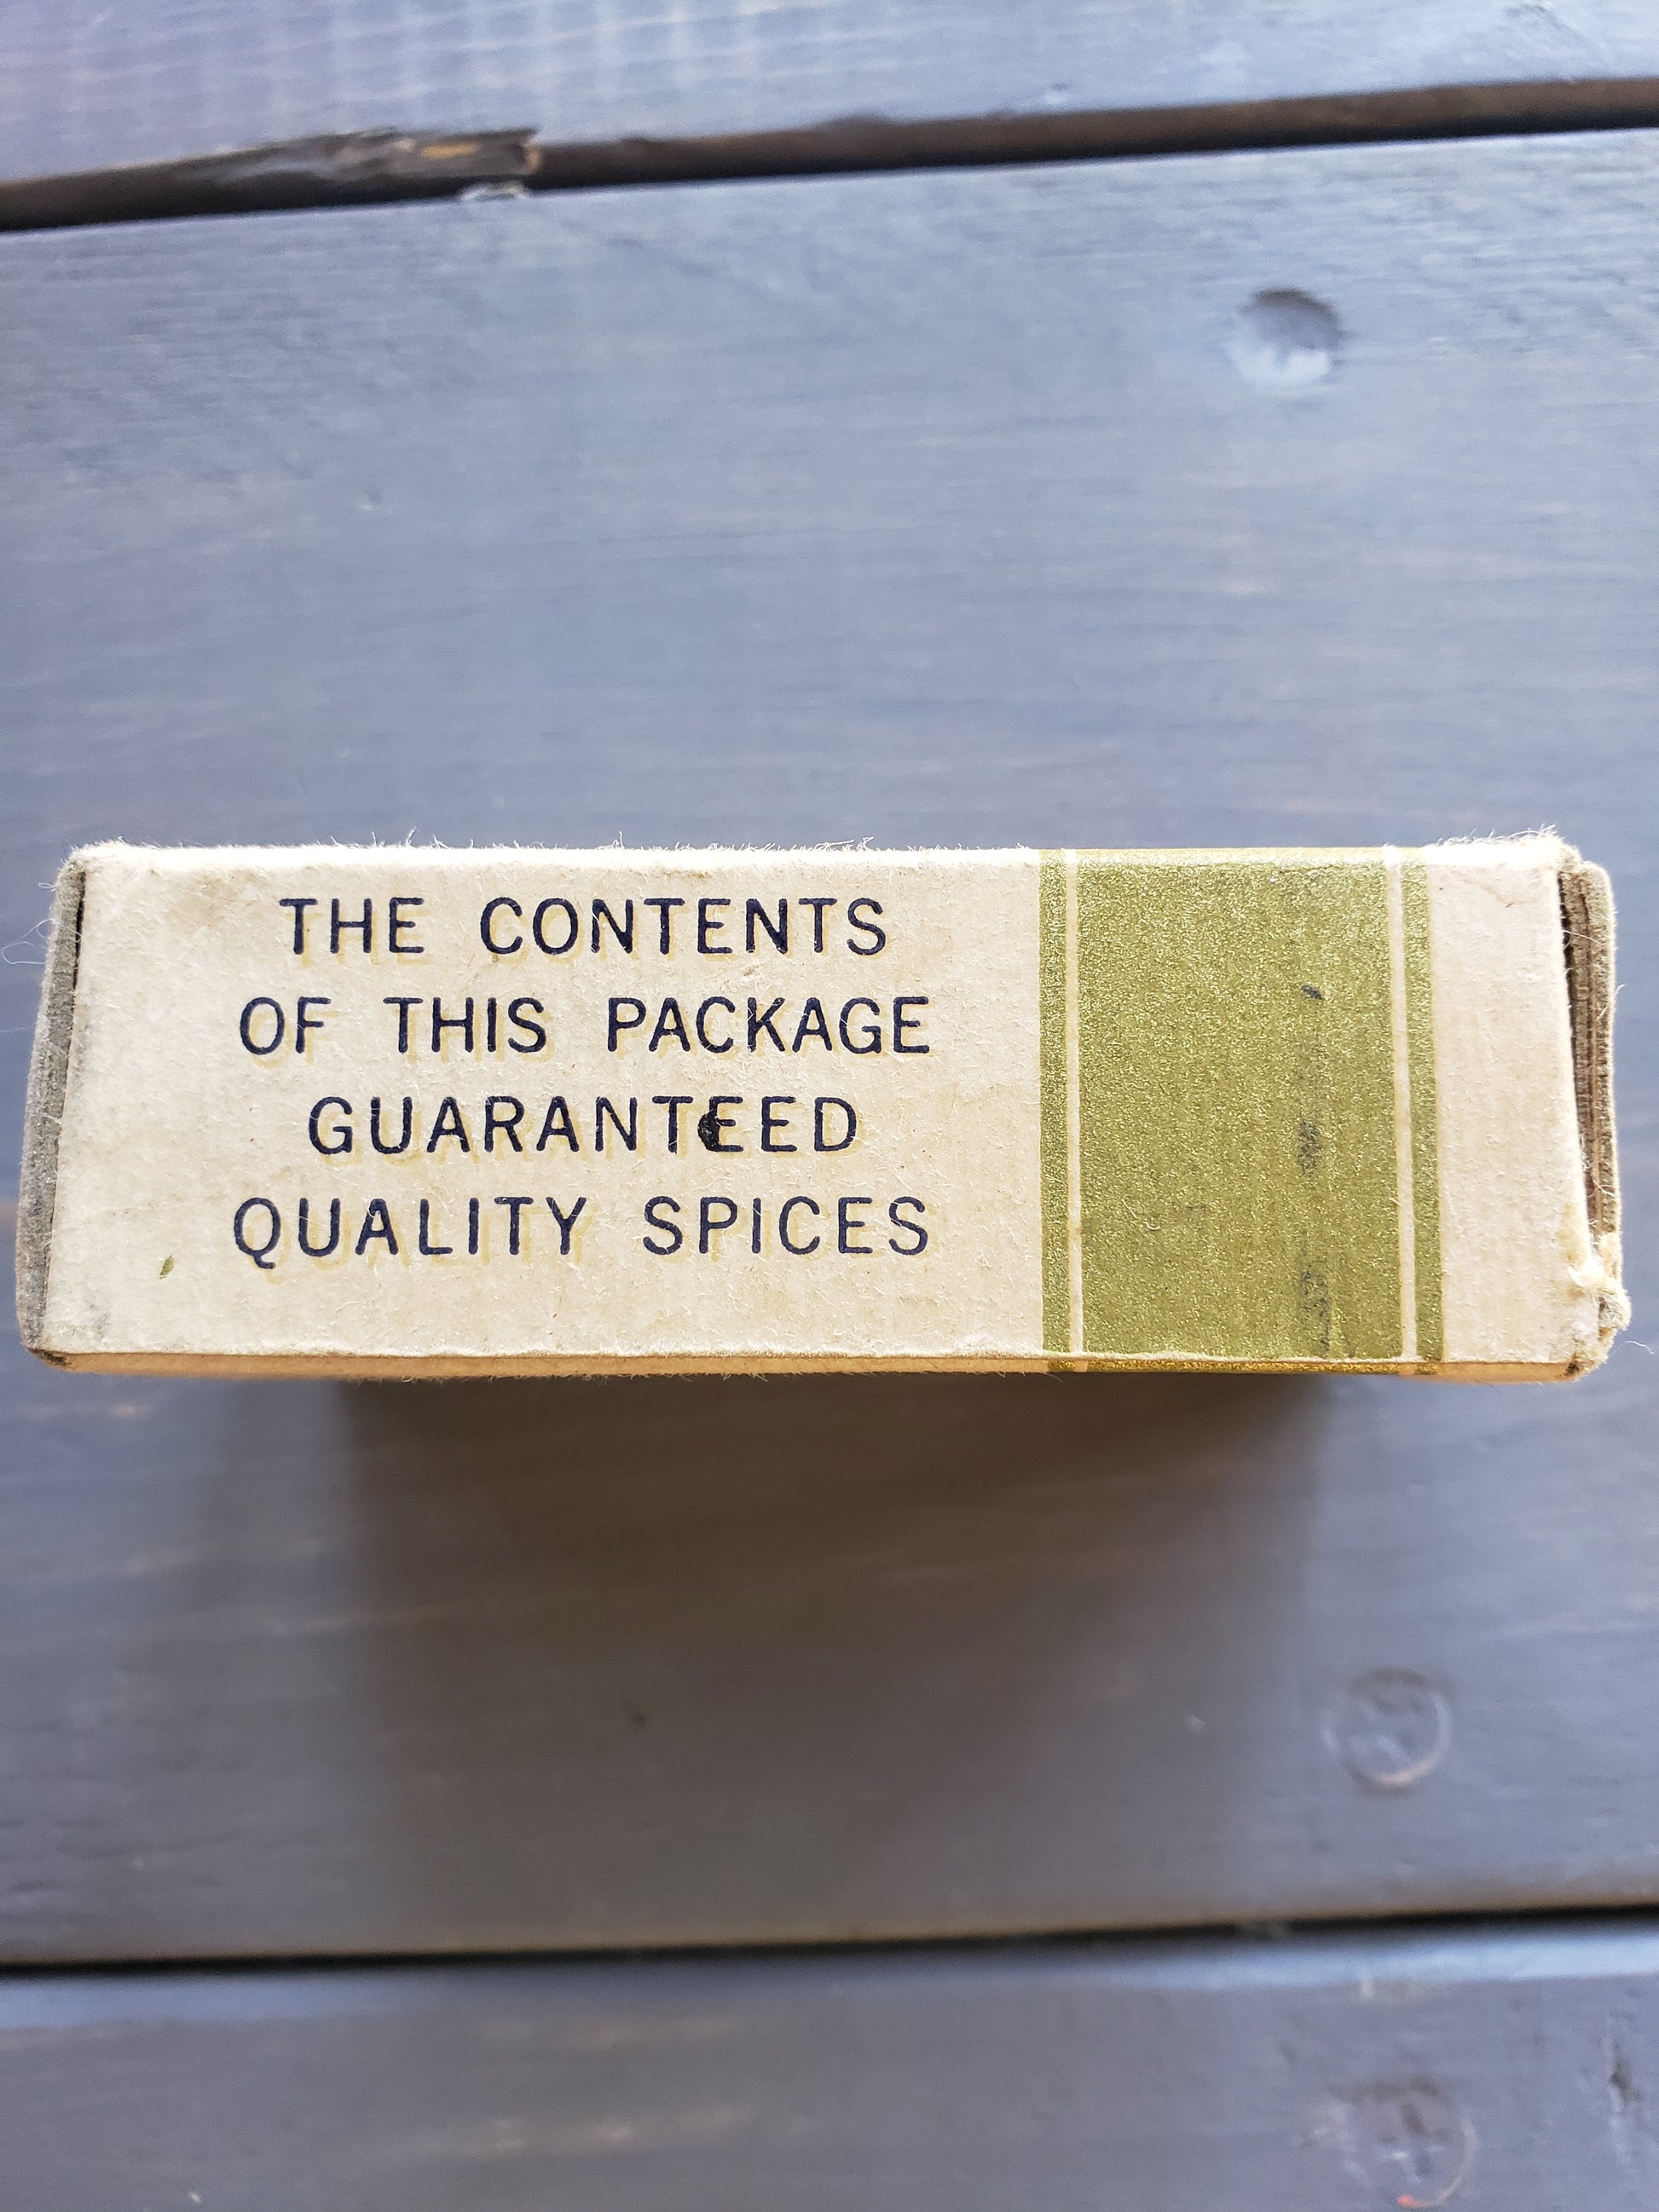 THE CONTENTS
OF THIS PACKAGE
GUARANTEED
QUALITY SPICES